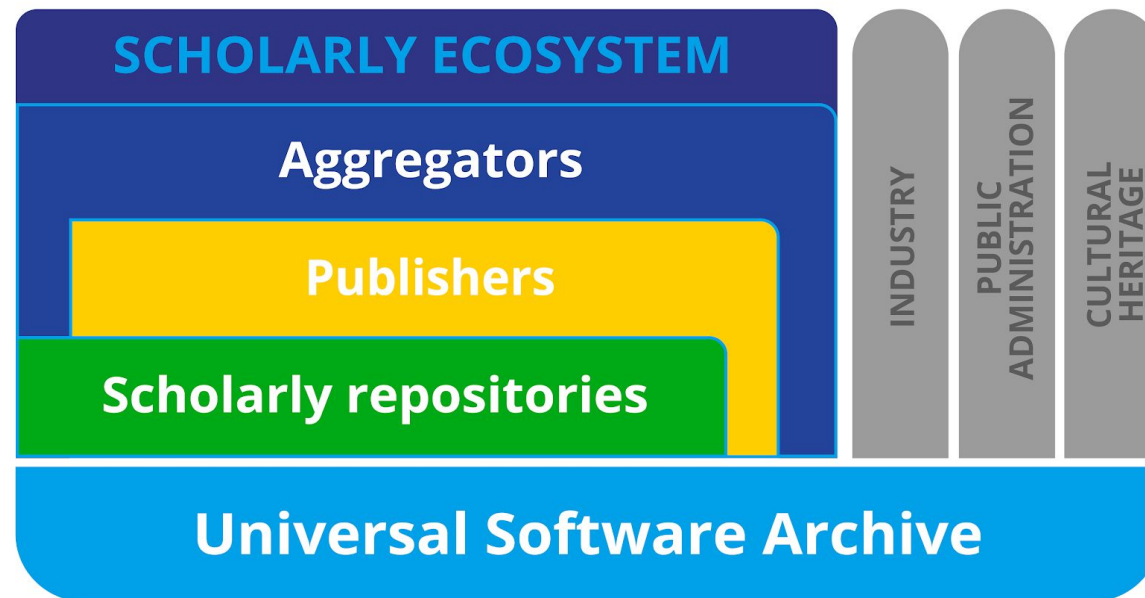 SCHOLARLY ECOSYSTEM
Aggregators
Publishers
Scholarly repositories
INDUSTRY
PUBLIC
ADMINISTRATION
CULTURAL
HERITAGE
Universal Software Archive